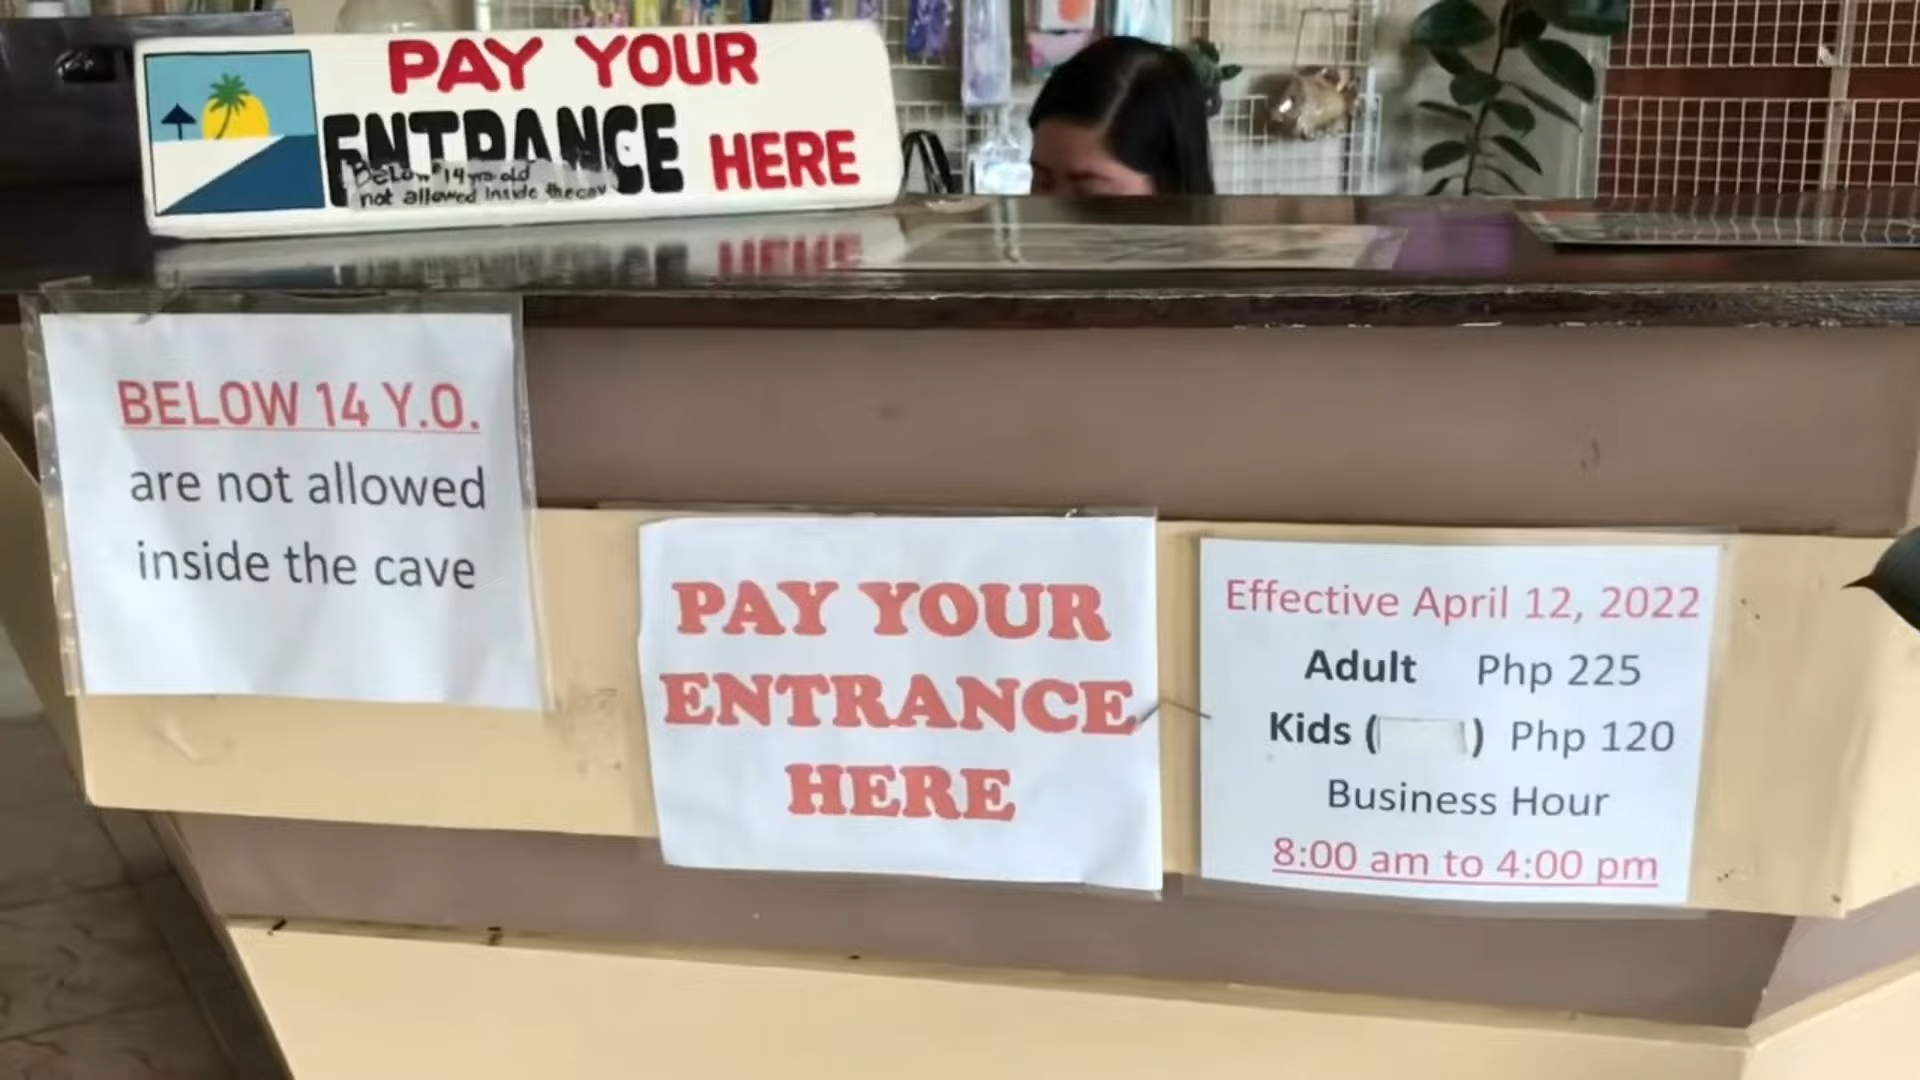 PAY YOUR
ENTRANCE HERE
Below 14 yrs old
not allowed inside the cav
BELOW 14 Y.O.
are not allowed
inside the cave
PAY YOUR
ENTRANCE
HERE
Effective April 12, 2022
Adult Php 225
Kids ( ) Php 120
Business Hour
8:00 am to 4:00 pm